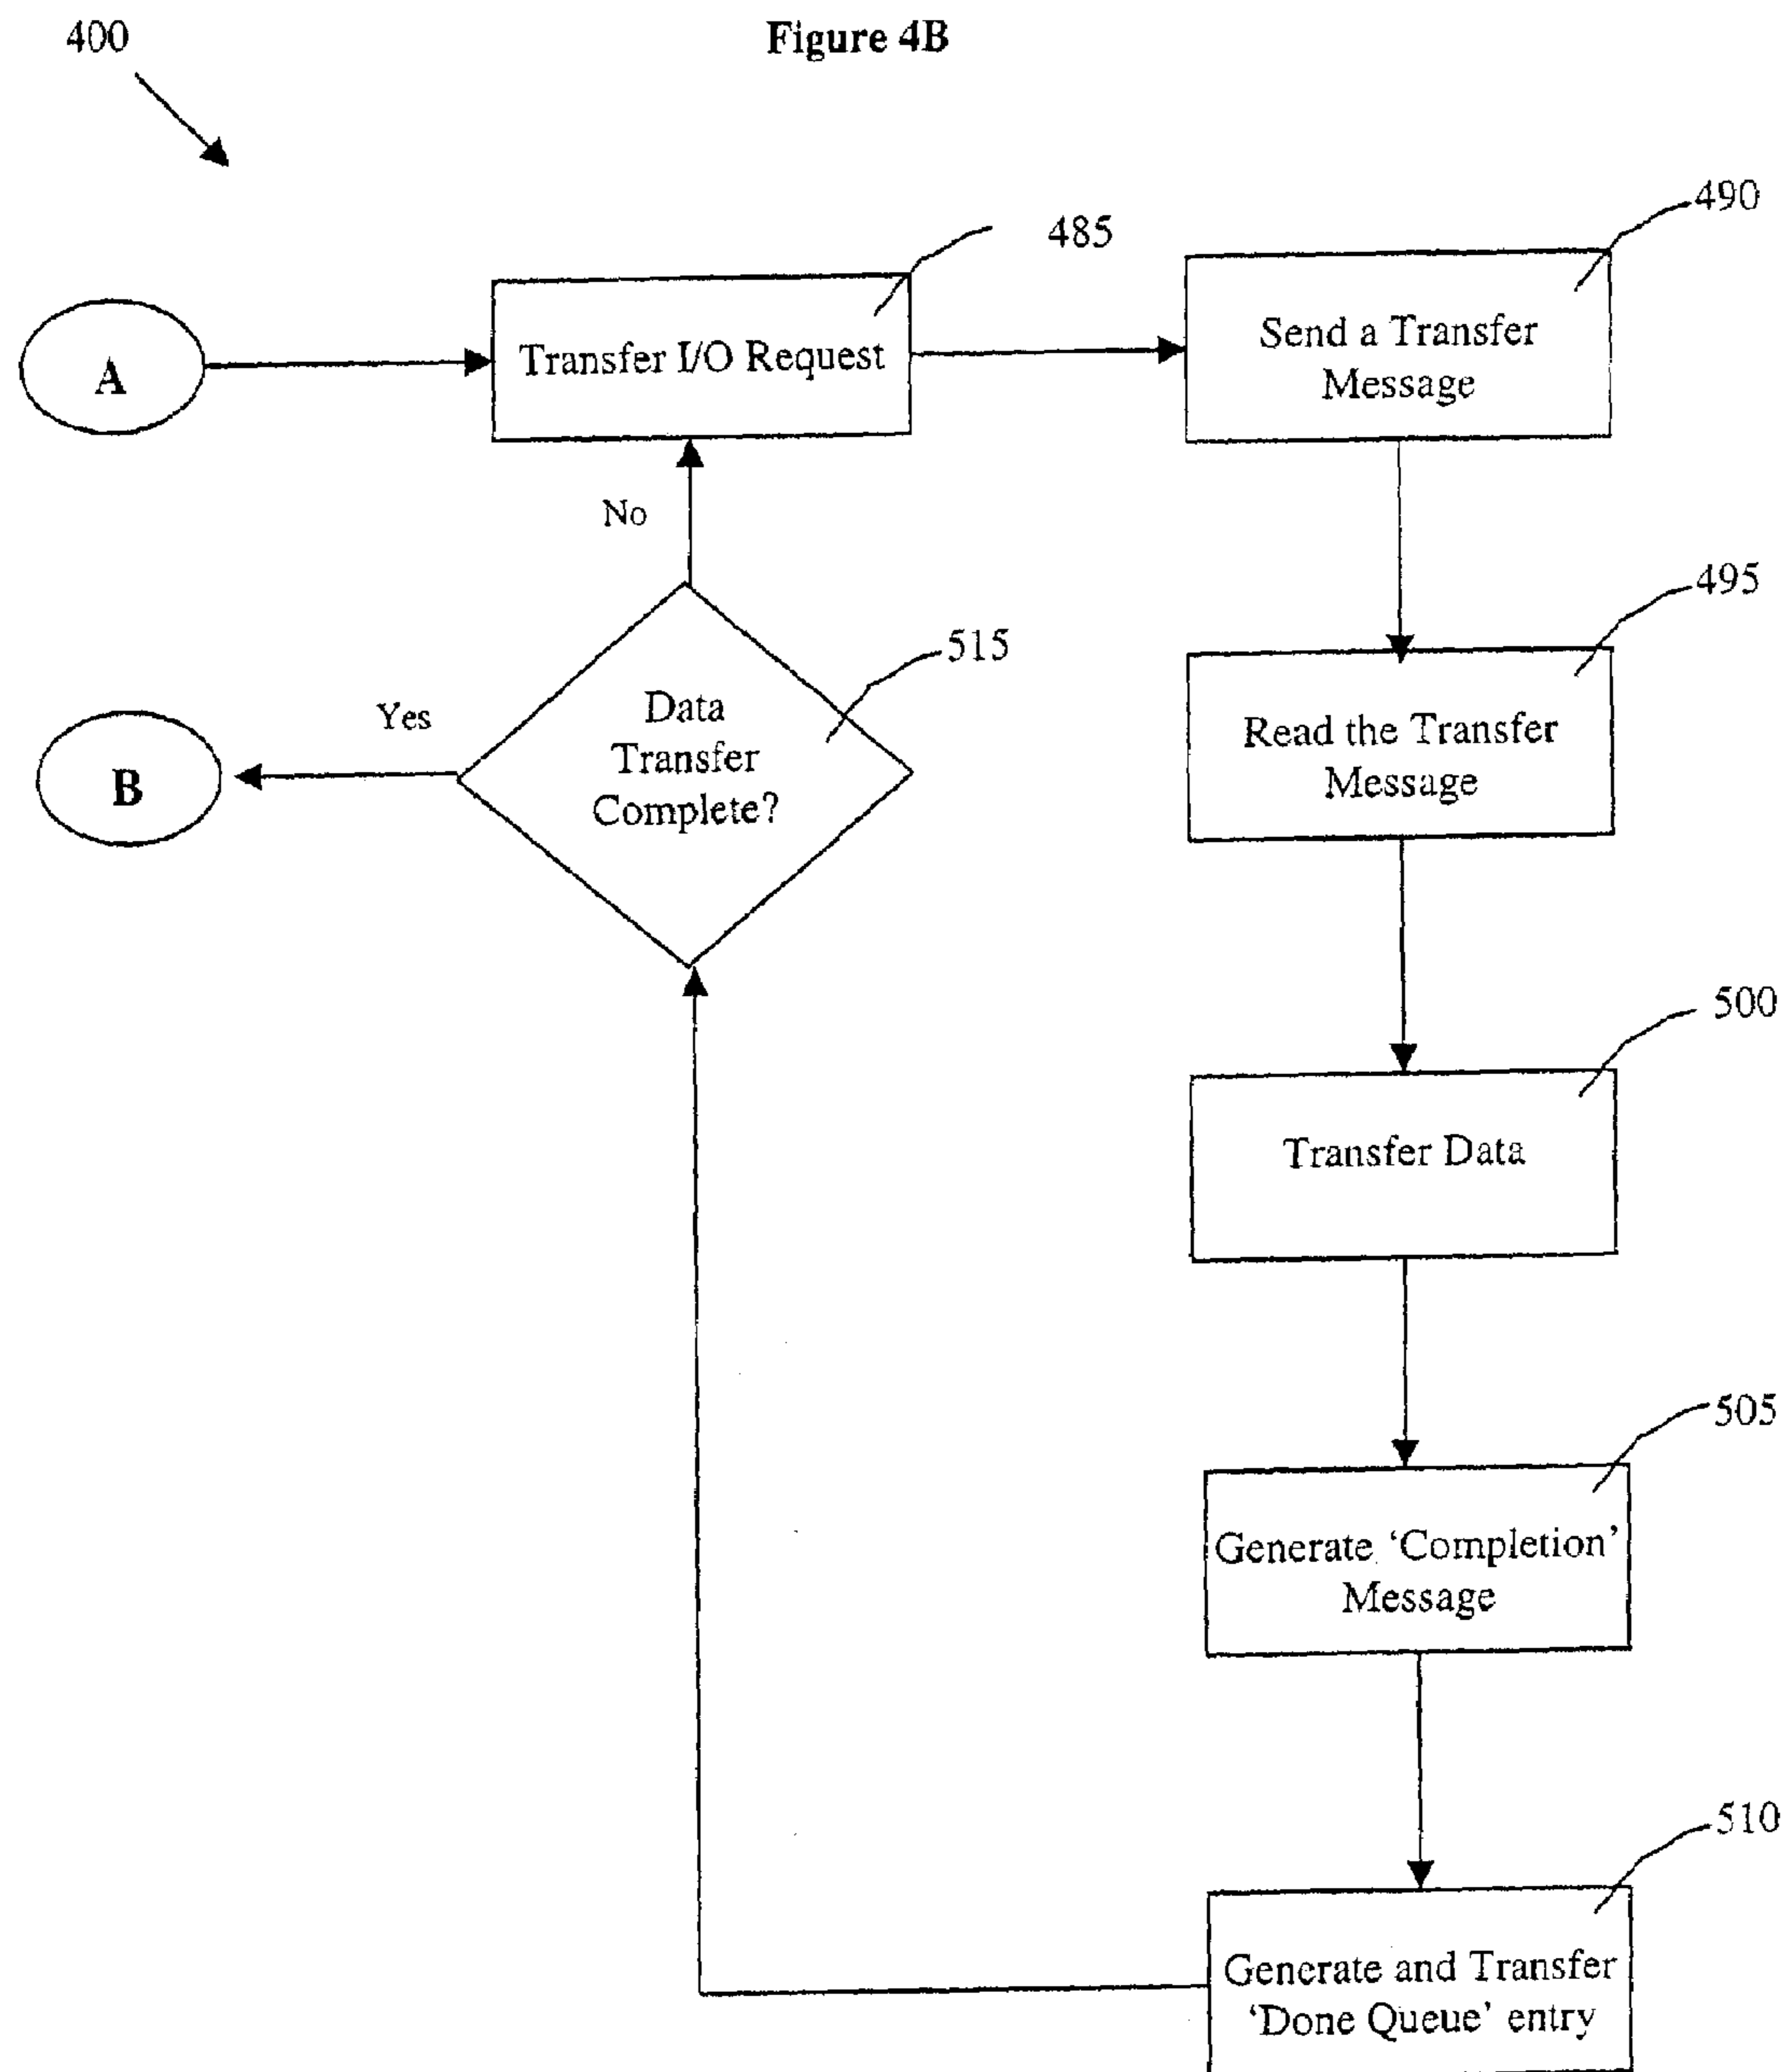 400
Figure 4B
490
485
A
Transfer I/O Request
Send a Transfer
Message
No
495
515
Yes
Data
Transfer
Complete?
B
Read the Transfer
Message
500
Transfer Data
505
Generate ‘Completion’
Message
510
Generate and Transfer
‘Done Queue’ entry